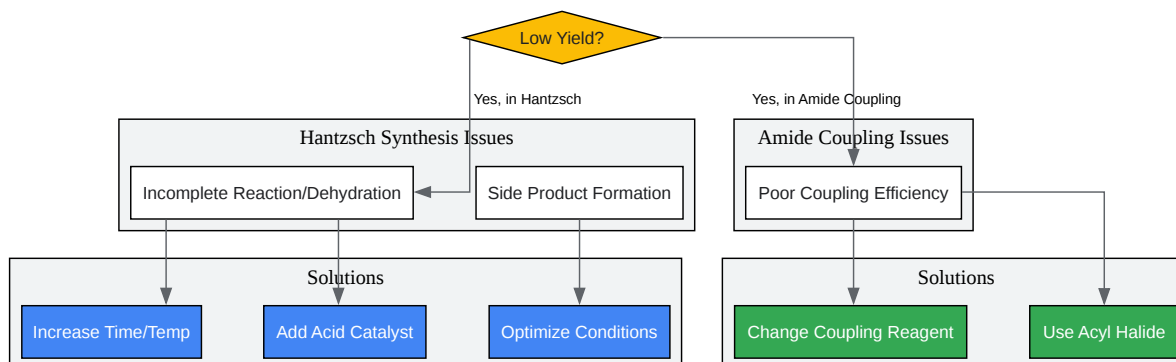 Low Yield?
Yes, in Hantzsch
Yes, in Amide Coupling
Hantzsch Synthesis Issues
Amide Coupling Issues
Incomplete Reaction/Dehydration
Side Product Formation
Poor Coupling Efficiency
Solutions
Solutions
Increase Time/Temp
Add Acid Catalyst
Optimize Conditions
Change Coupling Reagent
Use Acyl Halide